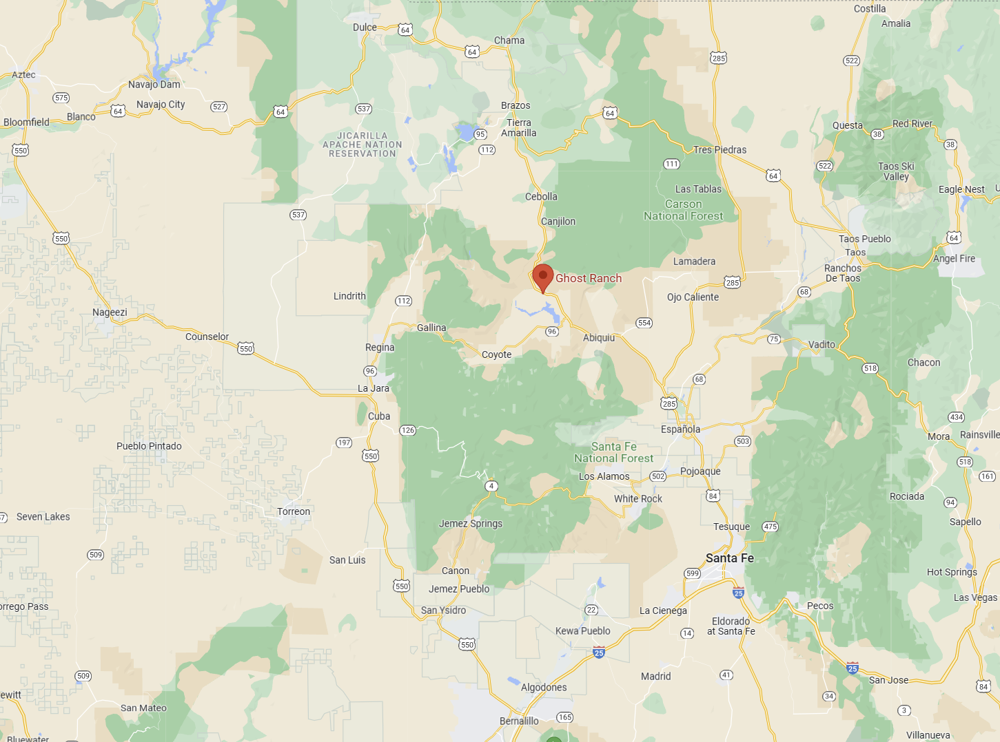 Costilla
Amalia
Dulce
64
Chama
64
285
522
Aztec
Navajo Dam
575
Navajo City
527
64
Blanco
64
Bloomfield
537
Brazos
64
Tierra
Amarilla
95
112
JICARILLA
APACHE NATION
RESERVATION
Questa
38
Red River
38
550
Tres Piedras
111
522
64
Taos Ski
Valley
Eagle Nest
U
Las Tablas
Cebolla
Carson
National Forest
537
Canjilon
550
Taos Pueblo
64
Taos
Angel Fire
Lamadera
Ranchos
De Taos
Ghost Ranch
285
68
Lindrith
112
Ojo Caliente
Nageezi
554
Gallina
96
Counselor
Abiquiu
75
Vadito
550
Regina
Coyote
Chacon
518
96
68
La Jara
285
Cuba
434
126
Española
Mora
Rainsville
197
503
Pueblo Pintado
550
Santa Fe
National Forest
518
Los Alamos
502
Pojoaque
161
4
84
Rociada
White Rock
94
Torreon
57
Seven Lakes
Sapello
Jemez Springs
Tesuque
475
509
San Luis
Santa Fe
599
Hot Springs
Canon
550
Jemez Pueblo
25
Las Vegas
orrego Pass
San Ysidro
22
La Cienega
Pecos
Kewa Pueblo
Eldorado
at Santa Fe
14
550
25
25
509
Madrid
41
San Jose
84
Algodones
ewitt
34
San Mateo
3
Bernalillo
165
Villanueva
Bluewater